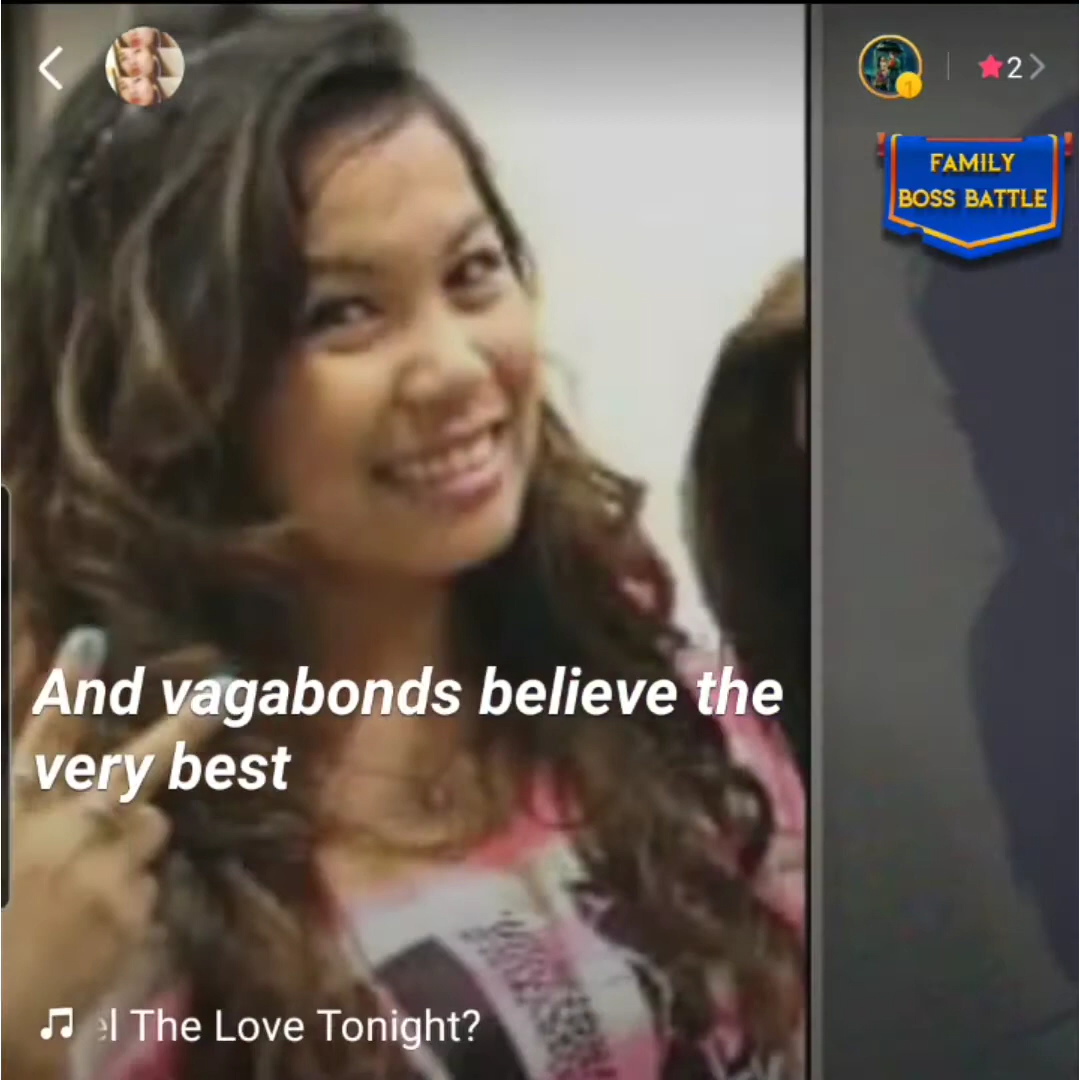 2
FAMILY
BOSS BATTLE
And vagabonds believe the
very best
l The Love Tonight?